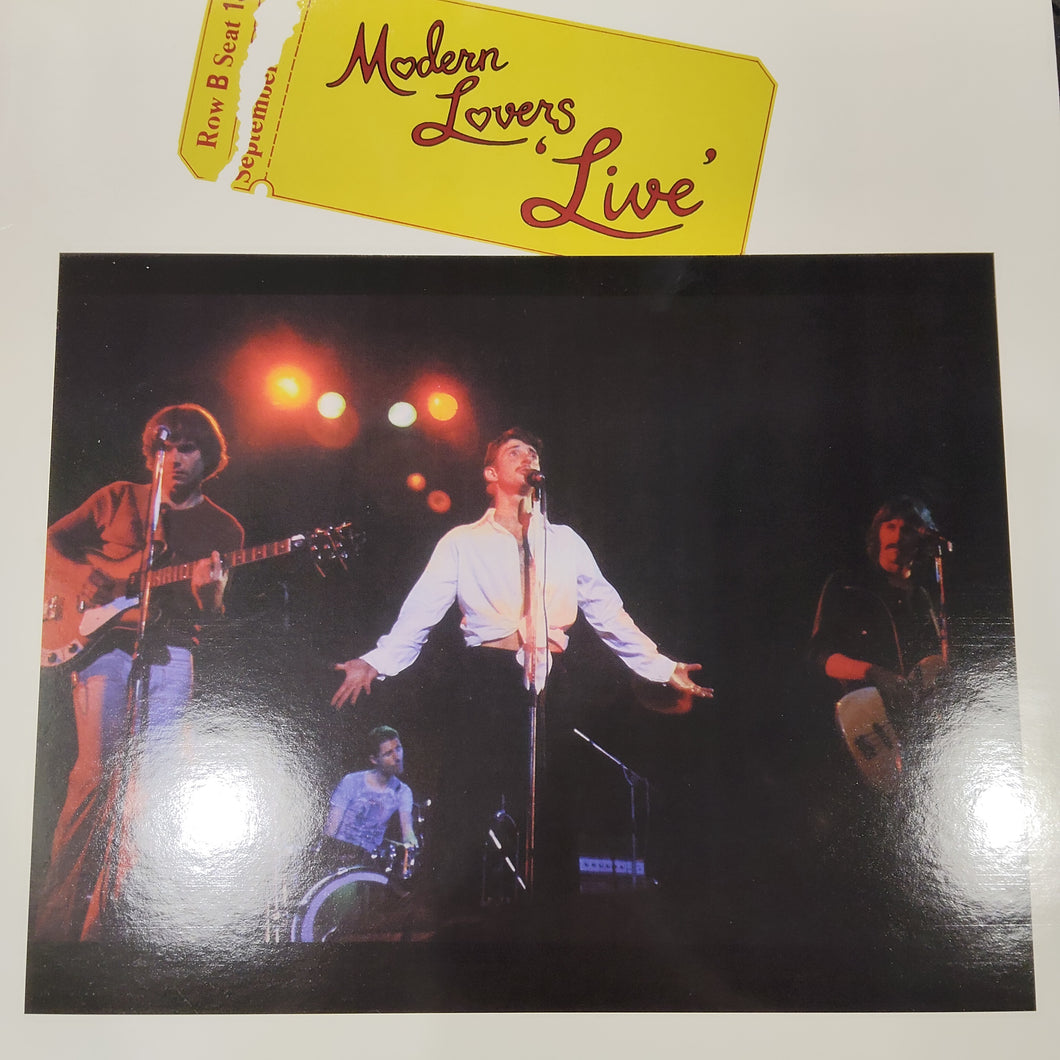 Row B Seat 1
September
Modern
Lovers
'Live'